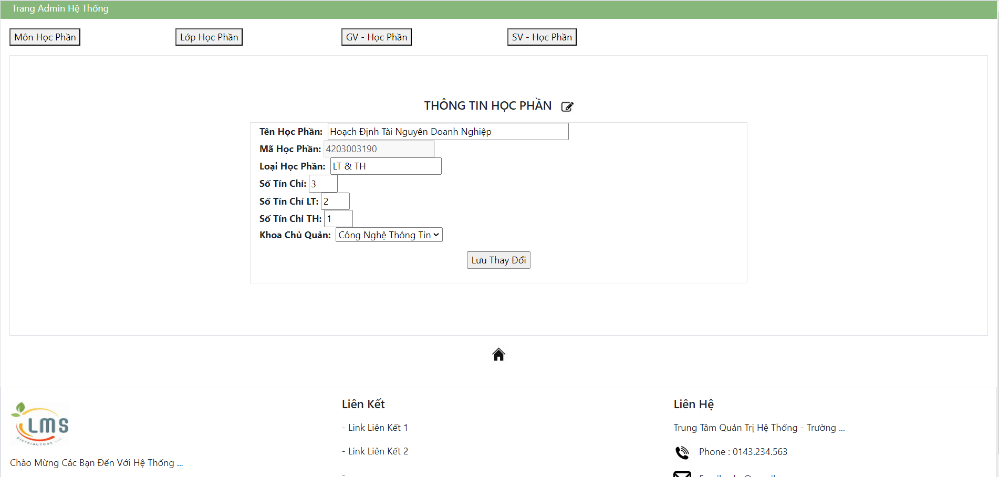 Trang Admin Hệ Thống
Môn Học Phần
Lớp Học Phần
GV - Học Phần
SV - Học Phần
THÔNG TIN HỌC PHẦN
Tên Học Phần: Hoạch Định Tài Nguyên Doanh Nghiệp
Mã Học Phần: 4203003190
Loại Học Phần: LT & TH
Số Tín Chỉ: 3
Số Tín Chỉ LT: 2
Số Tín Chỉ TH: 1
Khoa Chủ Quản: Công Nghệ Thông Tin
Lưu Thay Đổi
LMS
DISTRIBUTORS LLC
Chào Mừng Các Bạn Đến Với Hệ Thống ...
Liên Kết
- Link Liên Kết 1
- Link Liên Kết 2
-
Liên Hệ
Trung Tâm Quản Trị Hệ Thống - Trường ...
Phone : 0143.234.563